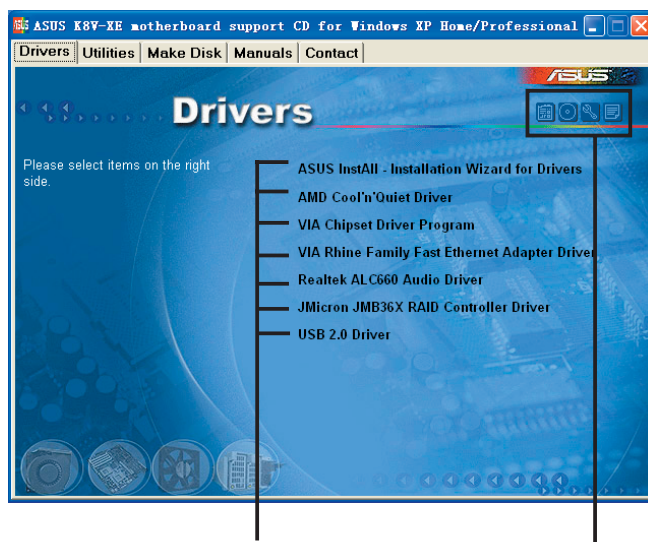 ASUS K8V-XE motherboard support CD for Windows XP Home/Professional
Drivers Utilities Make Disk Manuals Contact
ASUS
Drivers
Please select items on the right
side.
ASUS InstAll - Installation Wizard for Drivers
AMD Cool'n'Quiet Driver
VIA Chipset Driver Program
VIA Rhine Family Fast Ethernet Adapter Driver
Realtek ALC660 Audio Driver
JMicron JMB36X RAID Controller Driver
USB 2.0 Driver